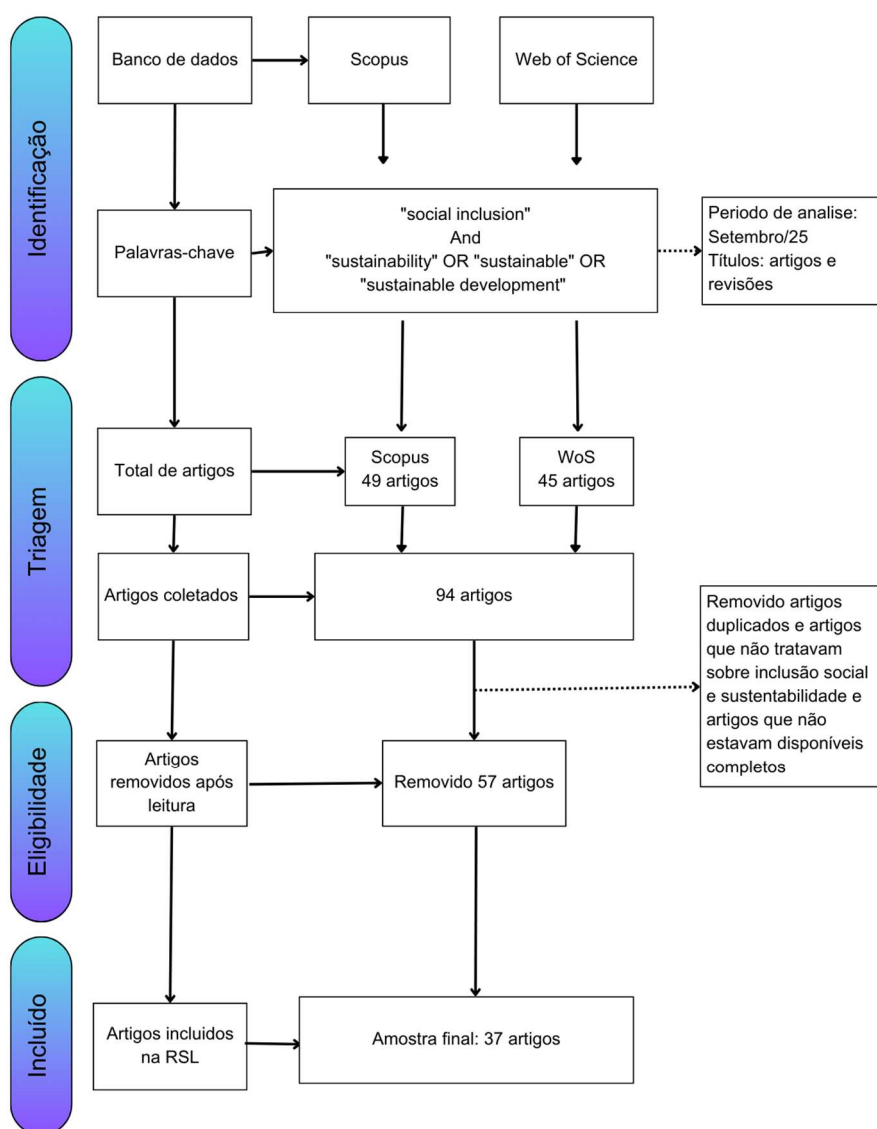 Identificação
Banco de dados
Scopus
Web of Science
Palavras-chave
"social inclusion"
And
"sustainability" OR "sustainable" OR
"sustainable development"
Periodo de analise:
Setembro/25
Títulos: artigos e
revisões
Triagem
Total de artigos
Scopus
49 artigos
WoS
45 artigos
Artigos coletados
94 artigos
Removido artigos
duplicados e artigos
que não tratavam
sobre inclusão social
e sustentabilidade e
artigos que não
estavam disponíveis
completos
Eligibilidade
Artigos
removidos após
leitura
Removido 57 artigos
Incluído
Artigos incluidos
na RSL
Amostra final: 37 artigos